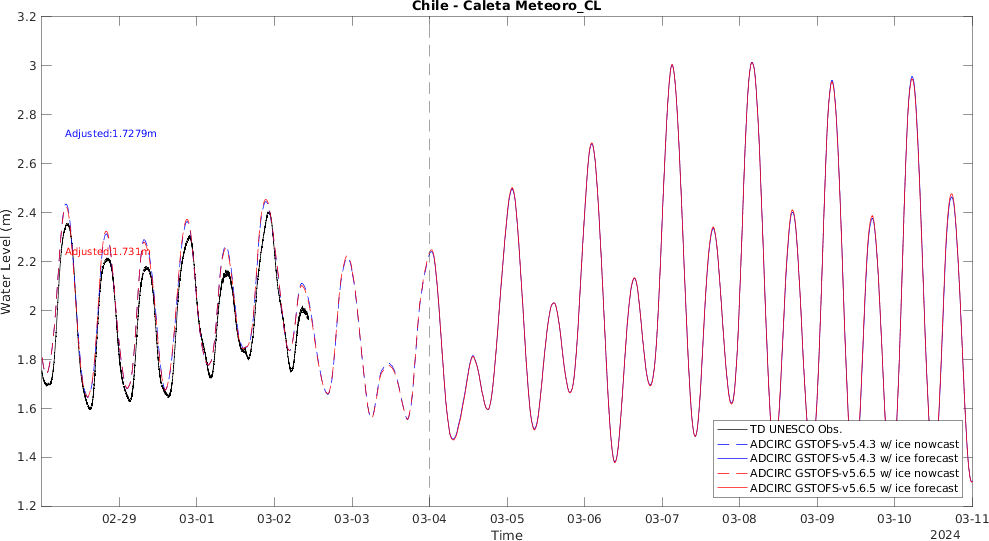 Chile - Caleta Meteoro_CL
3.2
3
2.8
2.6
2.4
2.2
2
1.8
1.6
1.4
1.2
Water Level (m)
Adjusted:1.7279m
Adjusted:1.731m
TD UNESCO Obs.
ADCIRC GSTOFS-v5.4.3 w/ ice nowcast
ADCIRC GSTOFS-v5.4.3 w/ ice forecast
ADCIRC GSTOFS-v5.6.5 w/ ice nowcast
ADCIRC GSTOFS-v5.6.5 w/ ice forecast
02-29 03-01 03-02 03-03 03-04 03-05 03-06 03-07 03-08 03-09 03-10 03-11
Time
2024